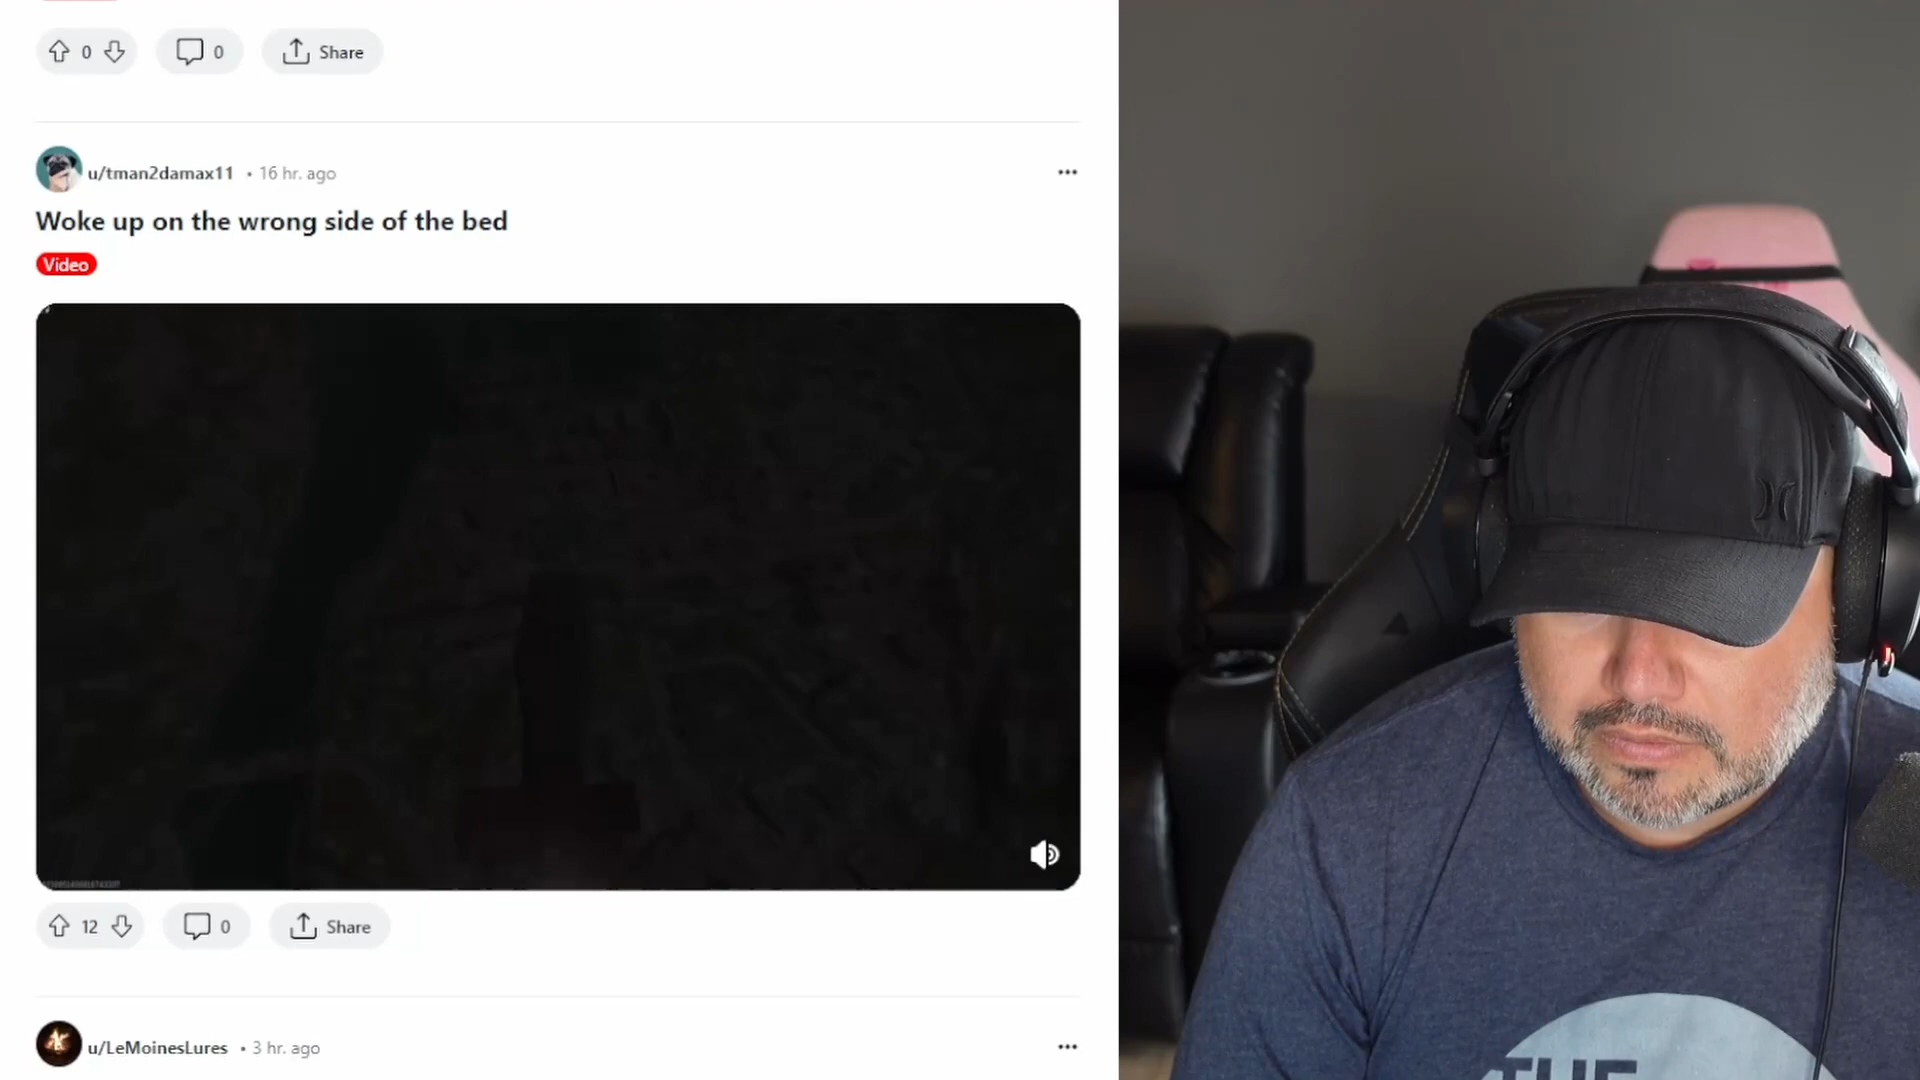 0
0
Share
u/tman2damax11 • 16 hr. ago
Woke up on the wrong side of the bed
Video
12
0
Share
u/LeMoinesLures • 3 hr. ago
THE